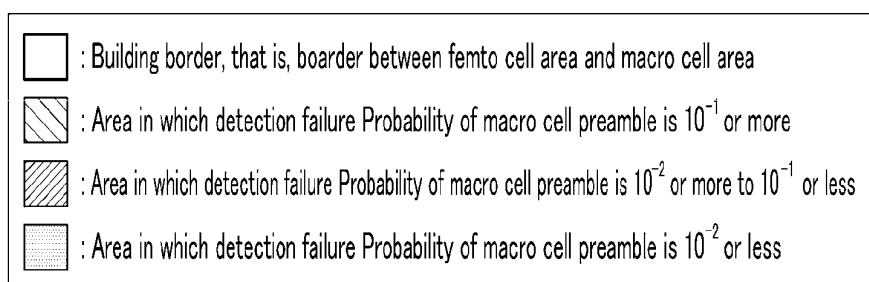 : Building border, that is, boarder between femto cell area and macro cell area
: Area in which detection failure Probability of macro cell preamble is 10⁻¹ or more
: Area in which detection failure Probability of macro cell preamble is 10⁻² or more to 10⁻¹ or less
: Area in which detection failure Probability of macro cell preamble is 10⁻² or less